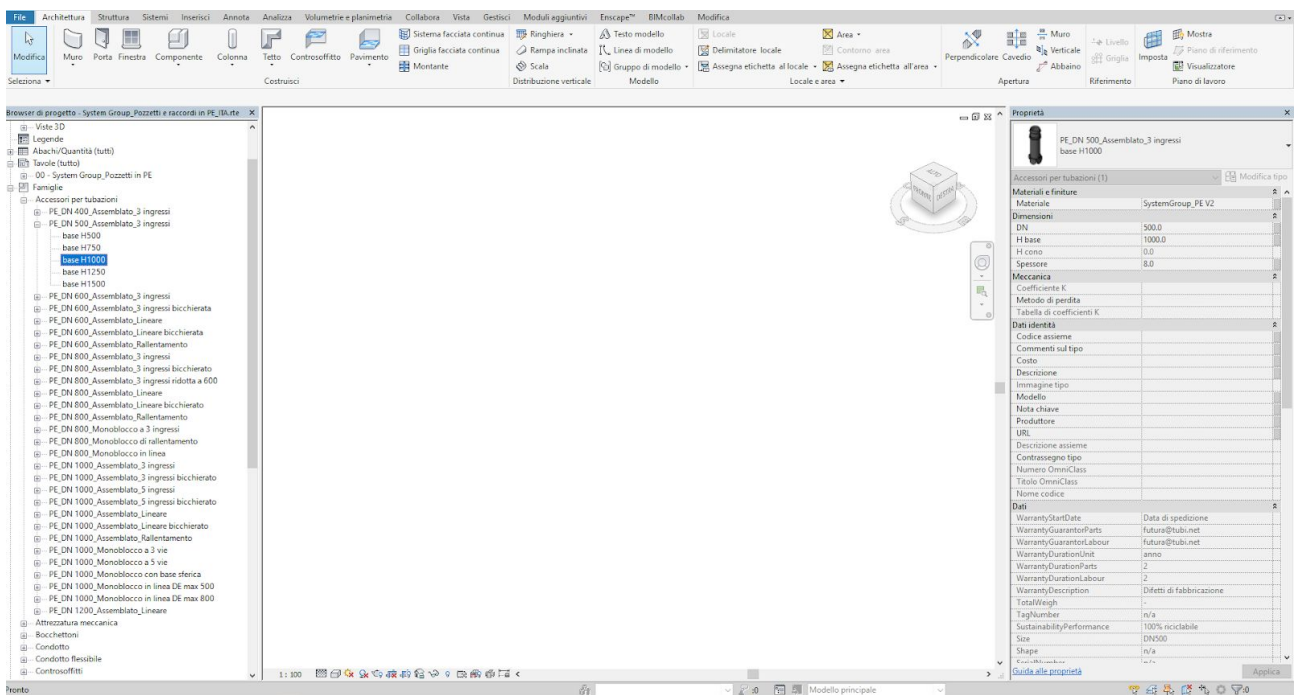 File Architettura Struttura Sistemi Inserisci Annota Analizza Volumetrie e planimetria Collabora Vista Gestisci Moduli aggiuntivi Enscape™ BIMcollab Modifica
Modifica Muro Porta Finestra Componente Colonna Tetto Controsoffitto Pavimento
Sistema facciata continua
Griglia facciata continua
Montante
Ringhiera
Rampa inclinata
Scala
Testo modello
Linea di modello
Gruppo di modello
Locale
Delimitatore locale
Assegna etichetta al locale
Area
Contorno area
Assegna etichetta all'area
Perpendicolare Cavedio
Muro
Verticale
Abbaino
Livello
Griglia
Imposta
Mostra
Piano di riferimento
Visualizzatore
Seleziona Costruisci Distribuzione verticale Modello Locale e area Apertura Riferimento Piano di lavoro
Browser di progetto - System Group_Pozzetti e raccordi in PE_ITA.rte
Viste 3D
Legende
Abachi/Quantità (tutti)
Tavole (tutto)
00 - System Group_Pozzetti in PE
Famiglie
Accessori per tubazioni
PE_DN 400_Assemblato_3 ingressi
PE_DN 500_Assemblato_3 ingressi
base H500
base H750
base H1000
base H1250
base H1500
PE_DN 600_Assemblato_3 ingressi
PE_DN 600_Assemblato_3 ingressi bicchierata
PE_DN 600_Assemblato_Lineare
PE_DN 600_Assemblato_Lineare bicchierata
PE_DN 600_Assemblato_Rallentamento
PE_DN 800_Assemblato_3 ingressi
PE_DN 800_Assemblato_3 ingressi bicchierato
PE_DN 800_Assemblato_3 ingressi ridotta a 600
PE_DN 800_Assemblato_Lineare
PE_DN 800_Assemblato_Lineare bicchierato
PE_DN 800_Assemblato_Rallentamento
PE_DN 800_Monoblocco a 3 ingressi
PE_DN 800_Monoblocco di rallentamento
PE_DN 800_Monoblocco in linea
PE_DN 1000_Assemblato_3 ingressi
PE_DN 1000_Assemblato_3 ingressi bicchierato
PE_DN 1000_Assemblato_5 ingressi
PE_DN 1000_Assemblato_5 ingressi bicchierato
PE_DN 1000_Assemblato_Lineare
PE_DN 1000_Assemblato_Lineare bicchierato
PE_DN 1000_Assemblato_Rallentamento
PE_DN 1000_Monoblocco a 3 vie
PE_DN 1000_Monoblocco a 5 vie
PE_DN 1000_Monoblocco con base sferica
PE_DN 1000_Monoblocco in linea DE max 500
PE_DN 1000_Monoblocco in linea DE max 800
PE_DN 1200_Assemblato_Lineare
Attrezzatura meccanica
Bocchettoni
Condotto
Condotto flessibile
Controsoffitti
1 : 100
Proprietà
PE_DN 500_Assemblato_3 ingressi
base H1000
Accessori per tubazioni (1) Modifica tipo
Materiali e finiture
Materiale SystemGroup_PE V2
Dimensioni
DN 500.0
H base 1000.0
H cono 0.0
Spessore 8.0
Meccanica
Coefficiente K
Metodo di perdita
Tabella di coefficienti K
Dati identità
Codice assieme
Commenti sul tipo
Costo
Descrizione
Immagine tipo
Modello
Nota chiave
Produttore
URL
Descrizione assieme
Contrassegno tipo
Numero OmniClass
Titolo OmniClass
Nome codice
Dati
WarrantyStartDate Data di spedizione
WarrantyGuarantorParts futura@tubi.net
WarrantyGuarantorLabour futura@tubi.net
WarrantyDurationUnit anno
WarrantyDurationParts 2
WarrantyDurationLabour 2
WarrantyDescription Difetti di fabbricazione
TotalWeigh -
TagNumber n/a
SustainabilityPerformance 100% riciclabile
Size DN500
Shape n/a
SerialNumber n/a
Guida alle proprietà Applica
Pronto :0 Modello principale :0